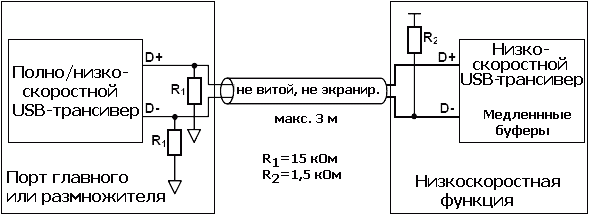 Полно/низко-
скоростной
USB-трансивер
D+
D-
R1
R1
Порт главного
или размножителя
не витой, не экранир.
макс. 3 м
R1=15 кОм
R2=1,5 кОм
R2
D+
D-
Низко-
скоростной
USB-трансивер
Медленнные
буферы
Низкоскоростная
функция